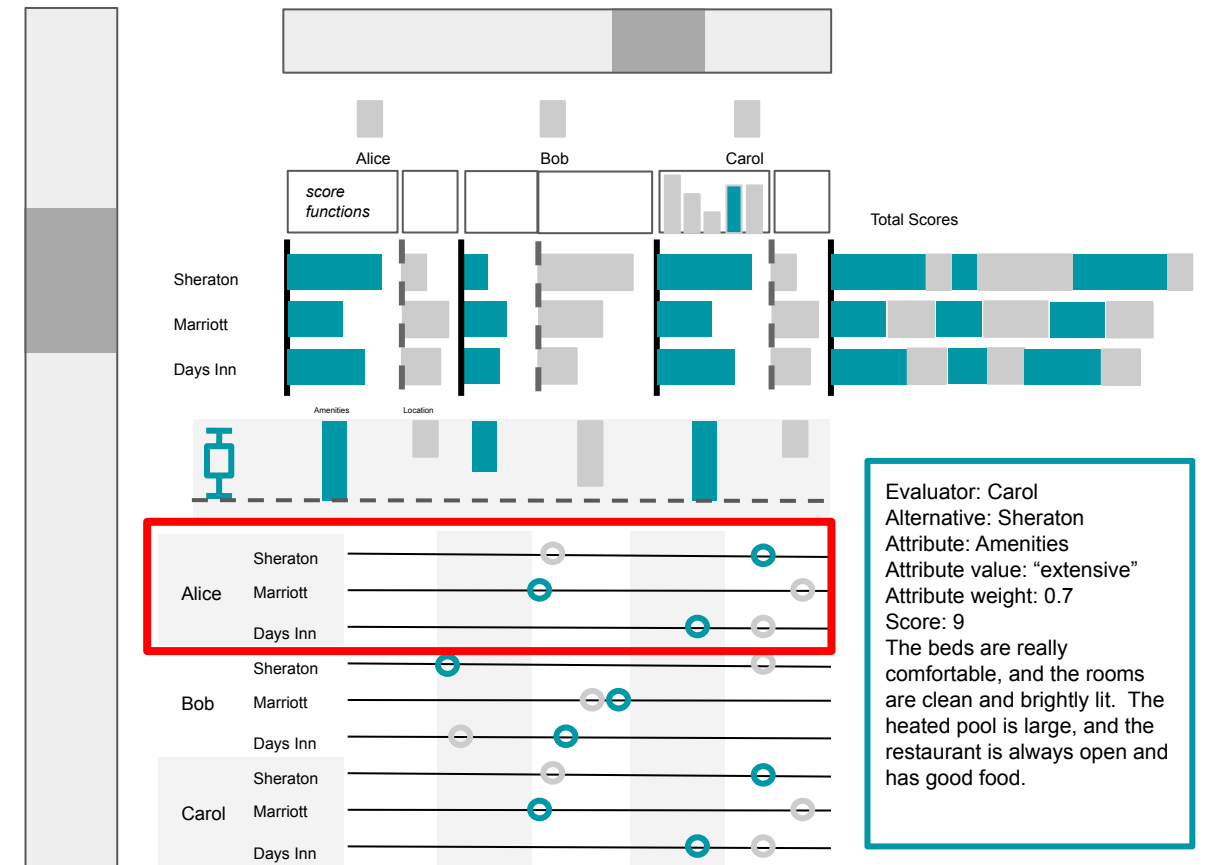 Alice
Bob
Carol
score
functions
Total Scores
Sheraton
Marriott
Days Inn
Amenities
Location
Alice
Sheraton
Marriott
Days Inn
Bob
Sheraton
Marriott
Days Inn
Carol
Sheraton
Marriott
Days Inn
Evaluator: Carol
Alternative: Sheraton
Attribute: Amenities
Attribute value: “extensive”
Attribute weight: 0.7
Score: 9
The beds are really
comfortable, and the rooms
are clean and brightly lit.  The
heated pool is large, and the
restaurant is always open and
has good food.